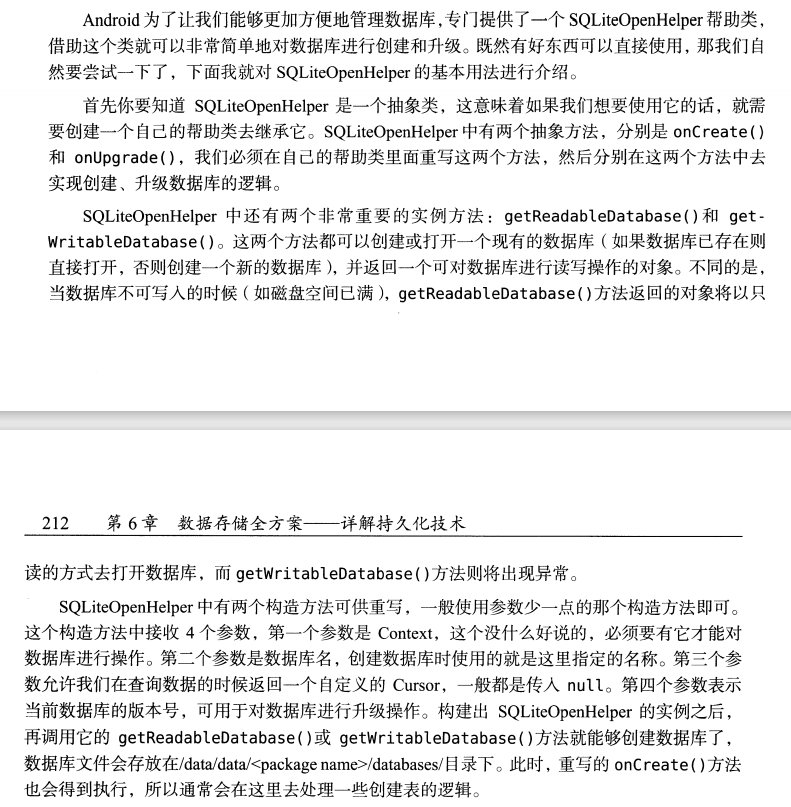 Android 为了让我们能够更加方便地管理数据库,专门提供了一个 SQLiteOpenHelper 帮助类,
借助这个类就可以非常简单地对数据库进行创建和升级。既然有好东西可以直接使用，那我们自
然要尝试一下了，下面我就对 SQLiteOpenHelper 的基本用法进行介绍。
首先你要知道 SQLiteOpenHelper 是一个抽象类，这意味着如果我们想要使用它的话，就需
要创建一个自己的帮助类去继承它。SQLiteOpenHelper 中有两个抽象方法，分别是 onCreate()
和 onUpgrade()，我们必须在自己的帮助类里面重写这两个方法，然后分别在这两个方法中去
实现创建、升级数据库的逻辑。
SQLiteOpenHelper 中还有两个非常重要的实例方法：getReadableDatabase()和 get-
WritableDatabase()。这两个方法都可以创建或打开一个现有的数据库（如果数据库已存在则
直接打开，否则创建一个新的数据库），并返回一个可对数据库进行读写操作的对象。不同的是，
当数据库不可写入的时候（如磁盘空间已满），getReadableDatabase()方法返回的对象将以只
212 第 6 章 数据存储全方案——详解持久化技术
读的方式去打开数据库，而 getWritableDatabase()方法则将出现异常。
SQLiteOpenHelper 中有两个构造方法可供重写，一般使用参数少一点的那个构造方法即可。
这个构造方法中接收 4 个参数，第一个参数是 Context，这个没什么好说的，必须要有它才能对
数据库进行操作。第二个参数是数据库名，创建数据库时使用的就是这里指定的名称。第三个参
数允许我们在查询数据的时候返回一个自定义的 Cursor，一般都是传入 null。第四个参数表示
当前数据库的版本号，可用于对数据库进行升级操作。构建出 SQLiteOpenHelper 的实例之后，
再调用它的 getReadableDatabase()或 getWritableDatabase()方法就能够创建数据库了，
数据库文件会存放在/data/data/<package name>/databases/目录下。此时，重写的 onCreate()方法
也会得到执行，所以通常会在这里去处理一些创建表的逻辑。